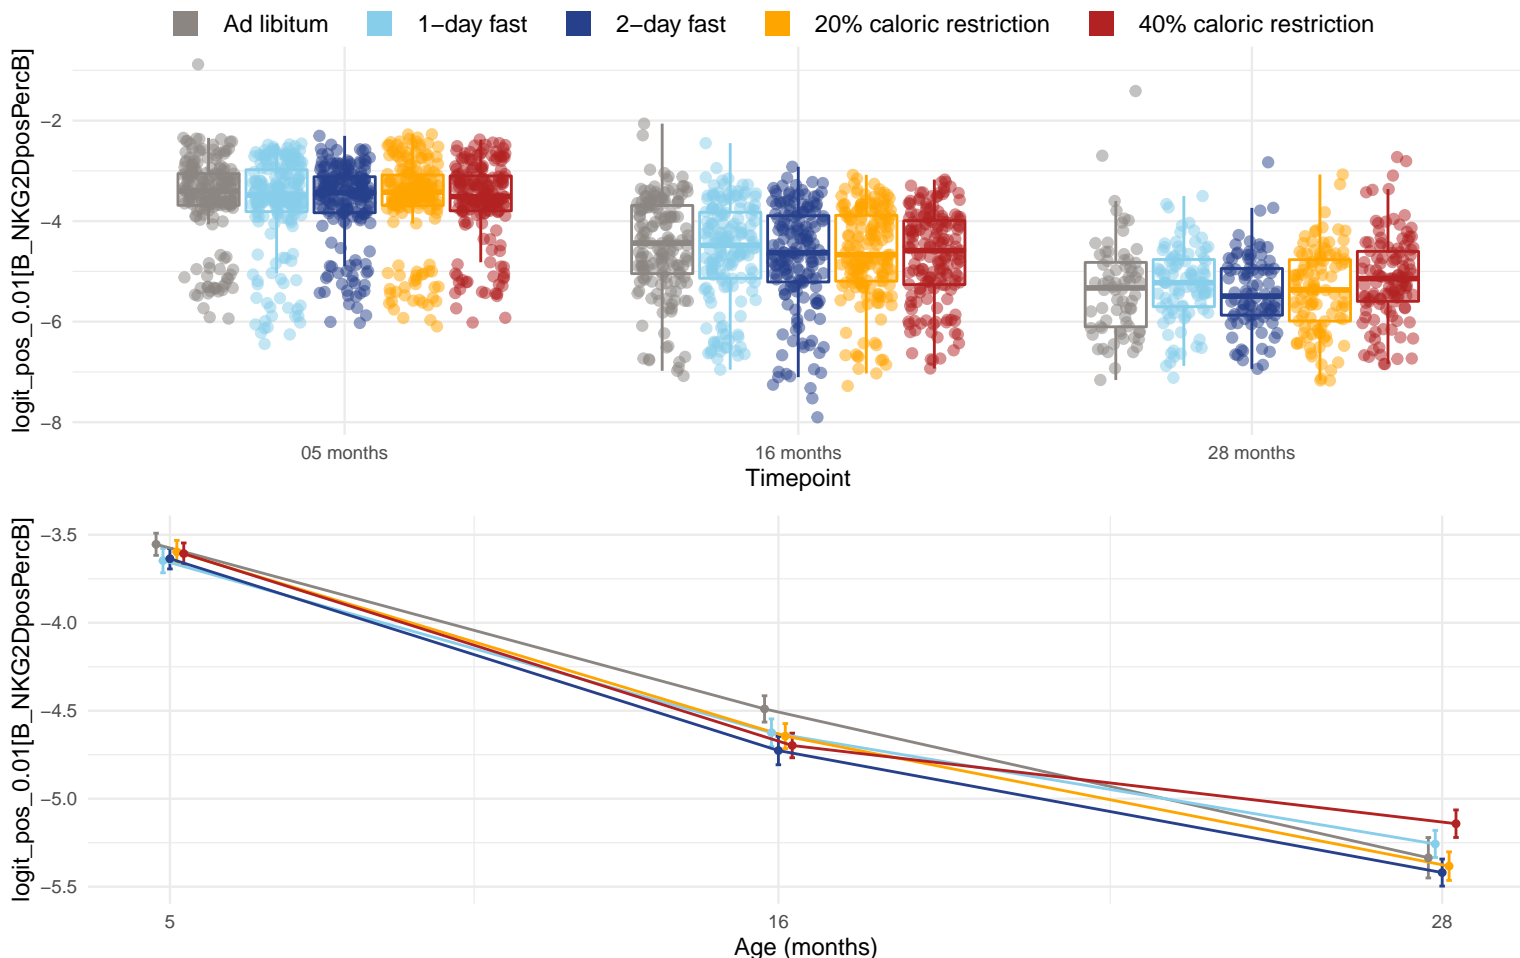 Ad libitum 1−day fast 2−day fast 20% caloric restriction 40% caloric restriction
logit_pos_0.01[B_NKG2DposPercB]
−2
−4
−6
−8
05 months 16 months 28 months
Timepoint
logit_pos_0.01[B_NKG2DposPercB]
−3.5
−4.0
−4.5
−5.0
−5.5
5 16 28
Age (months)